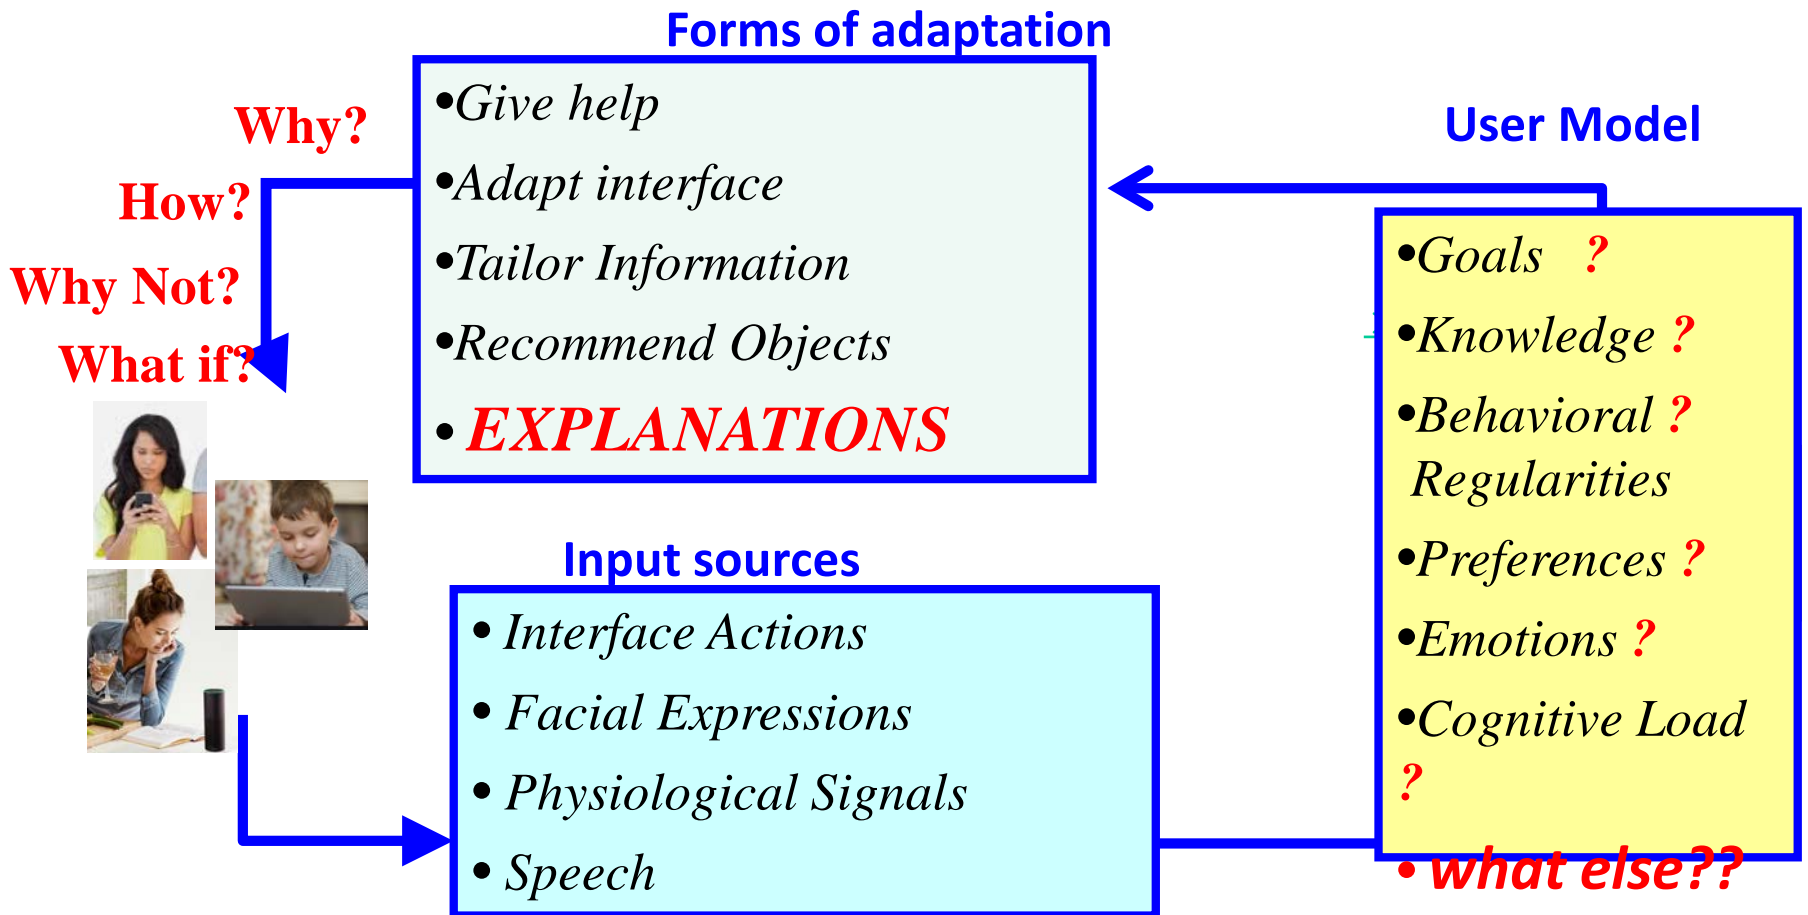 Forms of adaptation
•Give help
•Adapt interface
•Tailor Information
•Recommend Objects
• EXPLANATIONS
Why?
How?
Why Not?
What if?
User Model
•Goals ?
•Knowledge ?
•Behavioral ?
Regularities
•Preferences ?
•Emotions ?
•Cognitive Load
?
• what else??
Input sources
• Interface Actions
• Facial Expressions
• Physiological Signals
• Speech